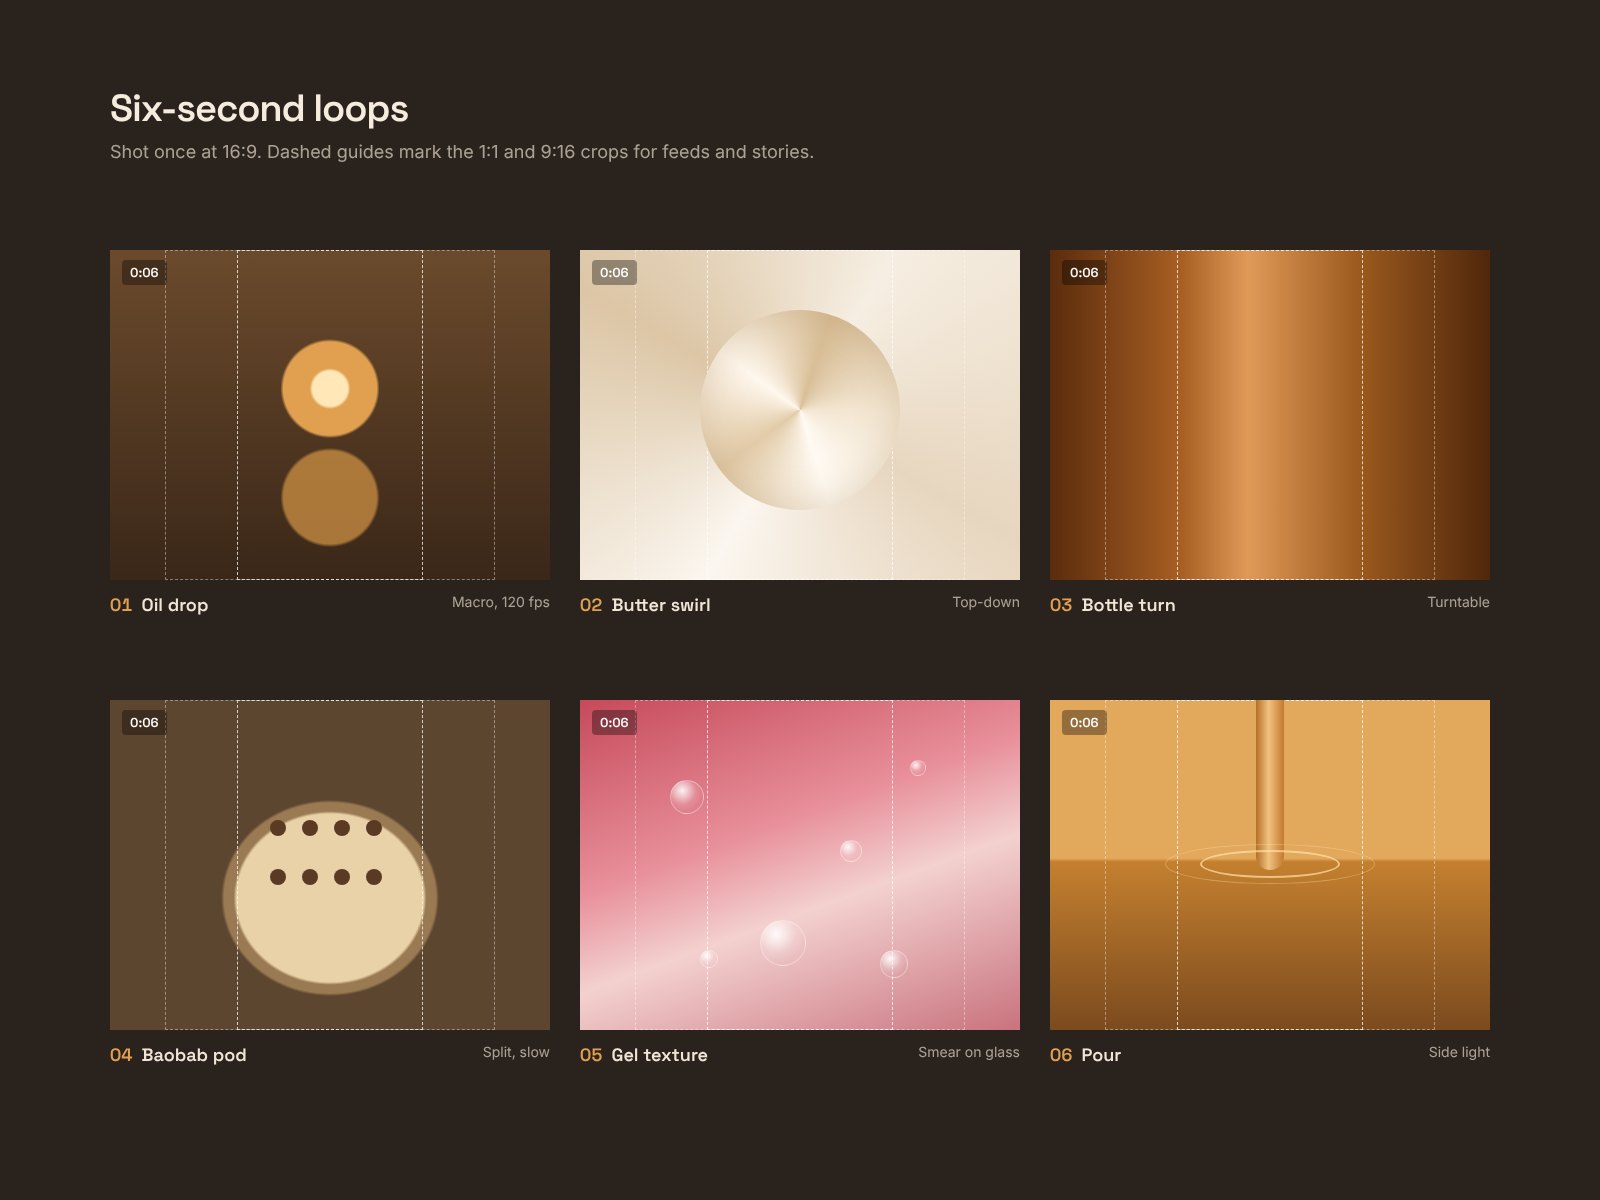 Six-second loops
Shot once at 16:9. Dashed guides mark the 1:1 and 9:16 crops for feeds and stories.
0:06
0:06
0:06
01 Oil drop
Macro, 120 fps
02 Butter swirl
Top-down
03 Bottle turn
Turntable
0:06
0:06
0:06
04 Baobab pod
Split, slow
05 Gel texture
Smear on glass
06 Pour
Side light